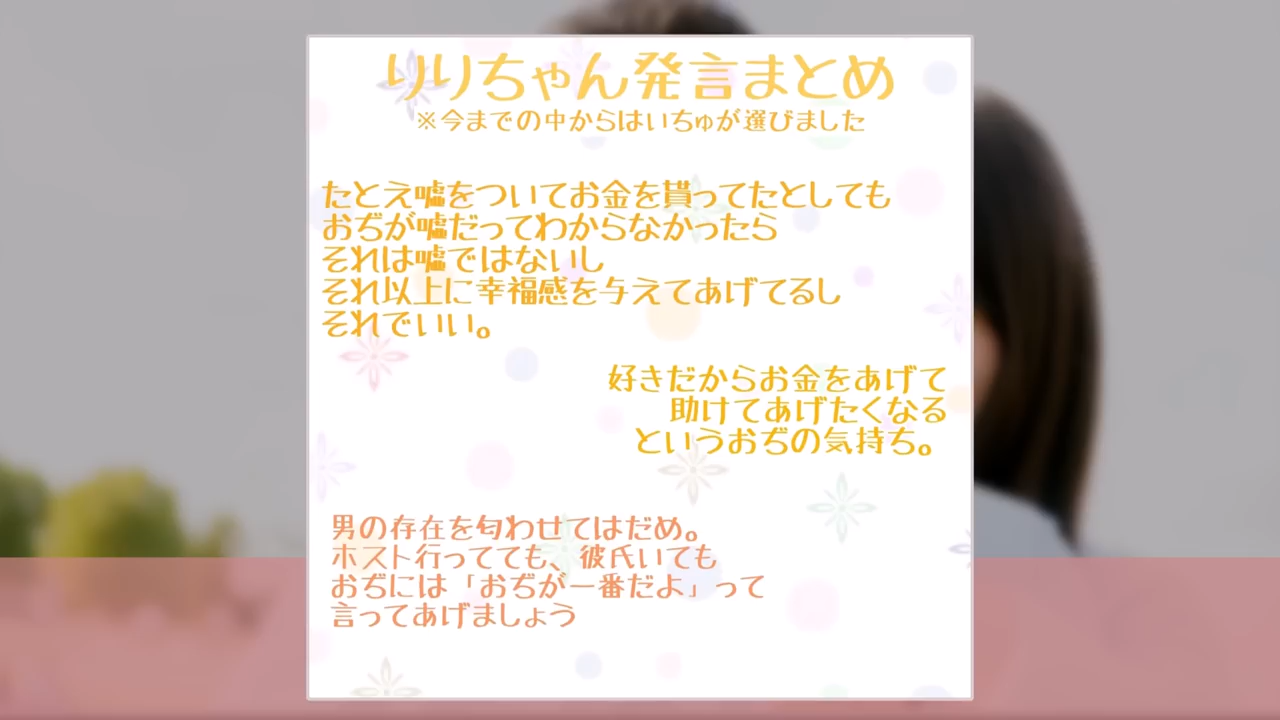 りりちゃん発言まとめ
※今までの中からはいちゅが選びました
たとえ嘘をついてお金を貰ってたとしても
おぢが嘘だってわからなかったら
それは嘘ではないし
それ以上に幸福感を与えてあげてるし
それでいい。
好きだからお金をあげて
助けてあげたくなる
というおぢの気持ち。
男の存在を匂わせてはだめ。
ホスト行ってても、彼氏いても
おぢには「おぢが一番だよ」って
言ってあげましょう